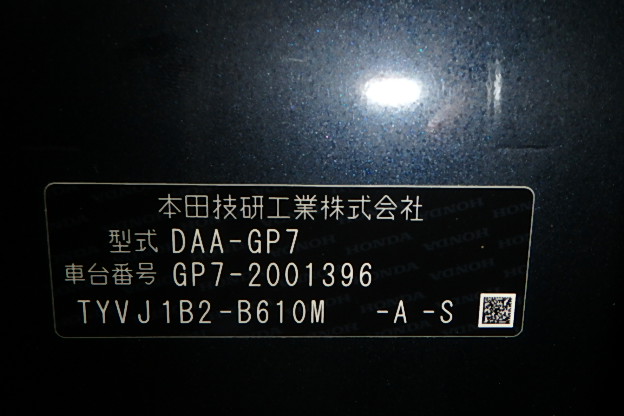 本田技研工業株式会社
型式 DAA-GP7
車台番号 GP7-2001396
TYVJ1B2-B610M -A -S